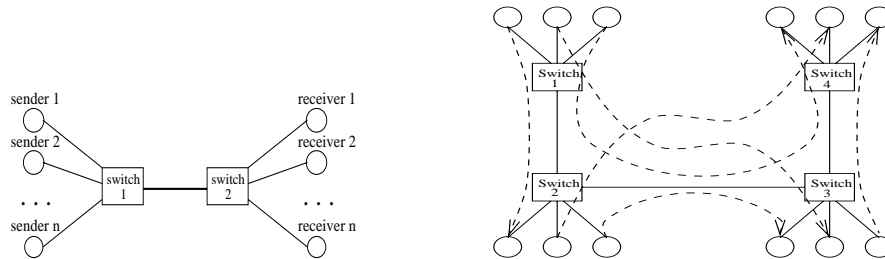 sender 1
sender 2
. . .
sender n
switch
1
switch
2
receiver 1
receiver 2
. . .
receiver n
Switch
1
Switch
4
Switch
2
Switch
3